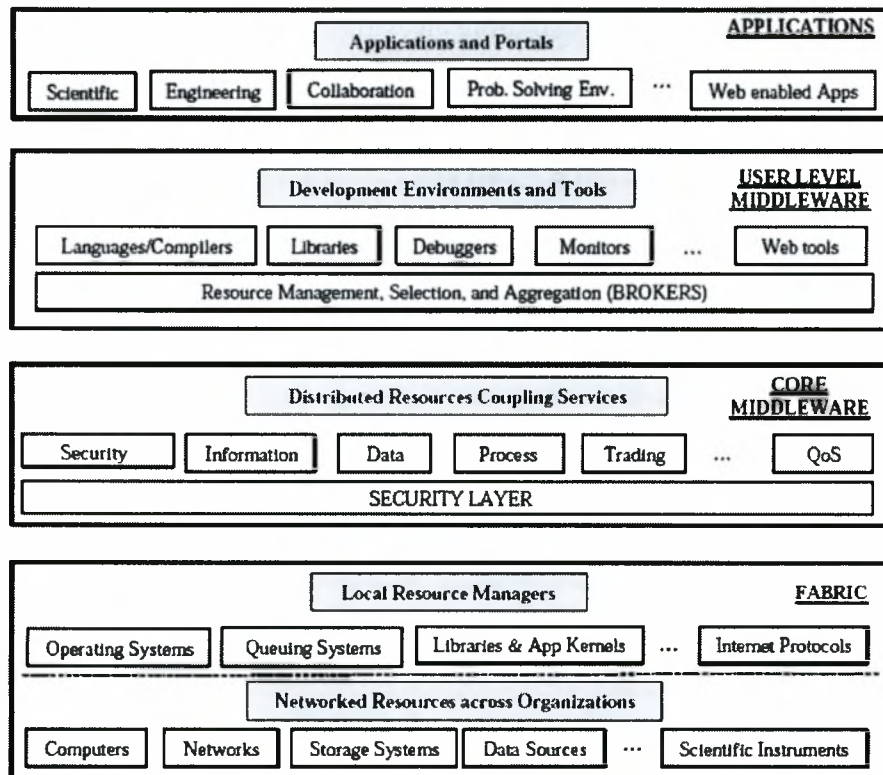 APPLICATIONS
Applications and Portals
Scientific Engineering Collaboration Prob. Solving Env. ... Web enabled Apps
USER LEVEL
MIDDLEWARE
Development Environments and Tools
Languages/Compilers Libraries Debuggers Monitors ... Web tools
Resource Management, Selection, and Aggregation (BROKERS)
CORE
MIDDLEWARE
Distributed Resources Coupling Services
Security Information Data Process Trading ... QoS
SECURITY LAYER
Local Resource Managers
FABRIC
Operating Systems Queuing Systems Libraries & App Kernels ... Internet Protocols
Networked Resources across Organizations
Computers Networks Storage Systems Data Sources ... Scientific Instruments